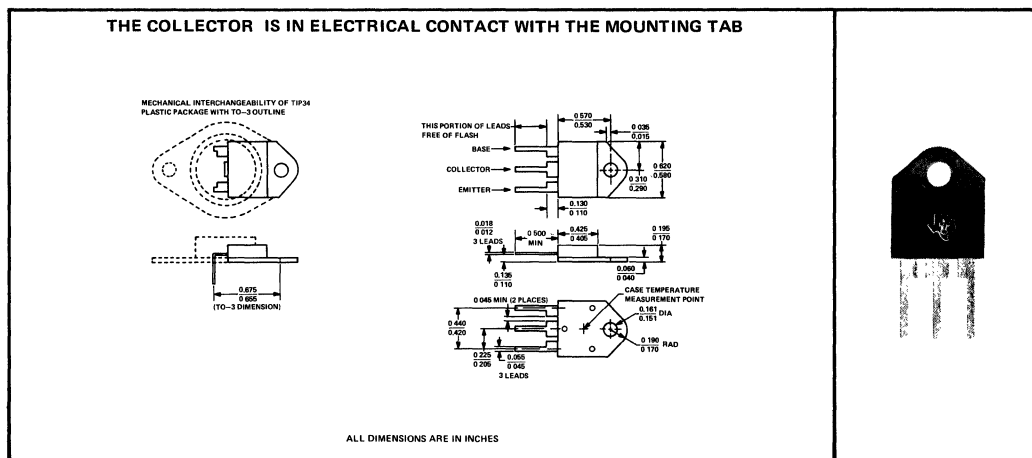 THE COLLECTOR IS IN ELECTRICAL CONTACT WITH THE MOUNTING TAB
MECHANICAL INTERCHANGEABILITY OF TIP34
PLASTIC PACKAGE WITH TO-3 OUTLINE
0.675
0.655
(TO-3 DIMENSION)
THIS PORTION OF LEADS
FREE OF FLASH
BASE
COLLECTOR
EMITTER
0.570
0.530
0 035
0.015
0 620
0.580
0 310
0.290
0.130
0 110
0.018
0 012
3 LEADS
0 500
MIN
0.425
0 405
0 195
0 170
0.135
0 110
0.060
0 040
0 045 MIN (2 PLACES)
CASE TEMPERATURE
MEASUREMENT POINT
0.161
0.151 DIA
0 440
0.420
0 190
0 170 RAD
0 225
0 205
0.055
0 045
3 LEADS
ALL DIMENSIONS ARE IN INCHES